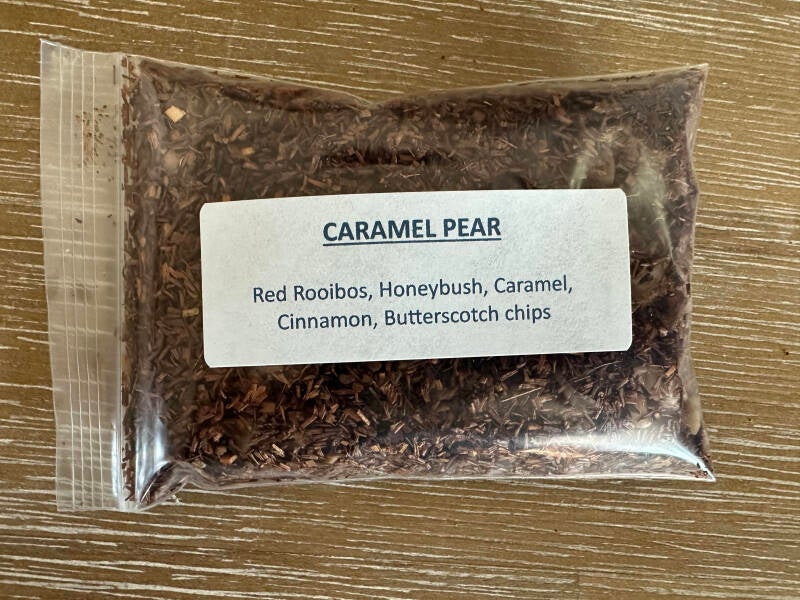 CARAMEL PEAR
Red Rooibos, Honeybush, Caramel,
Cinnamon, Butterscotch chips